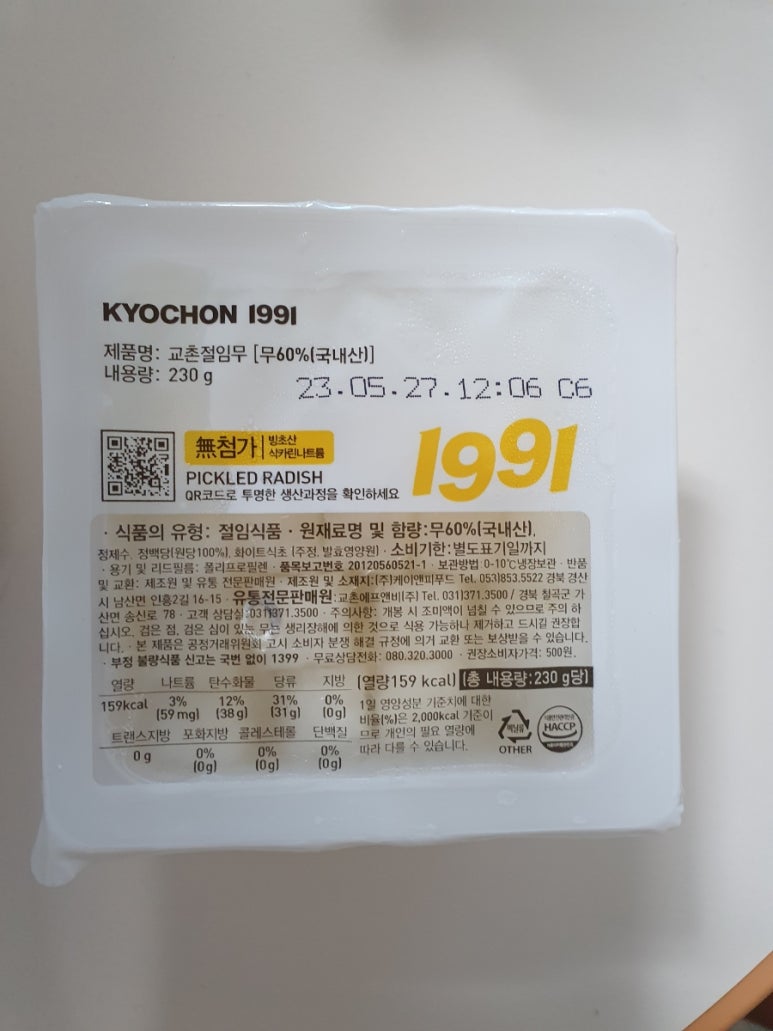 KYOCHON 1991
제품명: 교촌절임무 [무60%(국내산)]
내용량: 230 g
23.05.27.12:06 C6
無첨가
빙초산
삭카린나트륨
PICKLED RADISH
QR코드로 투명한 생산과정을 확인하세요
1991
· 식품의 유형: 절임식품 · 원재료명 및 함량:무60%(국내산),
정제수, 정백당(원당100%), 화이트식초 (주정, 발효영양원) · 소비기한:별도표기일까지
· 용기 및 리드필름: 폴리프로필렌 · 품목보고번호 20120560521-1 · 보관방법:0-10℃냉장보관 · 반품
및 교환: 제조원 및 유통 전문판매원 · 제조원 및 소재지:(주)케이앤피푸드 TeL. 053)853.5522 경북 경산
시 남산면 인흥2길 16-15 · 유통전문판매원:교촌에프앤비(주) TeL. 031)371.3500 / 경북 칠곡군 가
산면 송신로 78 · 고객 상담실:031)371.3500 · 주의사항: 개봉 시 조미액이 넘칠 수 있으므로 주의 하
십시오. 검은 점, 검은 심이 있는 무는 생리장해에 의한 것으로 식용 가능하나 제거하고 드시길 권장합
니다. · 본 제품은 공정거래위원회 고시 소비자 분쟁 해결 규정에 의거 교환 또는 보상받을 수 있습니다.
· 부정 불량식품 신고는 국번 없이 1399 · 무료상담전화: 080.320.3000 · 권장소비자가격: 500원.
열량 나트륨 탄수화물 당류 지방 (열량159 kcal) (총 내용량:230 g당)
159kcal 3% 12% 31% 0%
(59 mg) (38 g) (31 g) (0g)
트랜스지방 포화지방 콜레스테롤 단백질
0 g 0% 0% 0%
(0g) (0g) (0g)
1일 영양성분 기준치에 대한
비율(%)은 2,000kcal 기준이
므로 개인의 필요 열량에
따라 다를 수 있습니다.
OTHER
HACCP